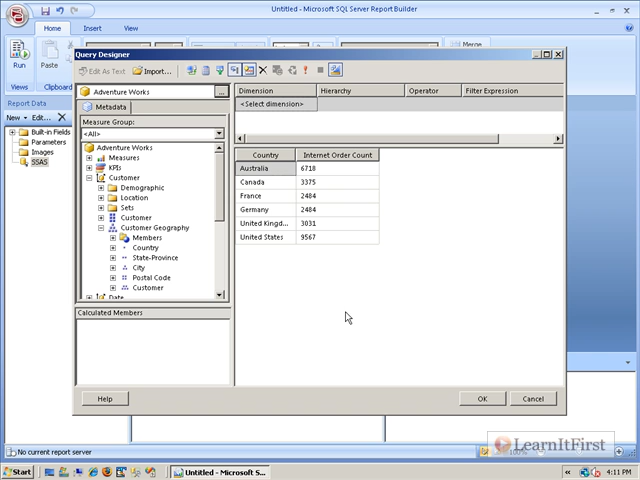 Untitled - Microsoft SQL Server Report Builder
Home Insert View
Run
Paste
Merge
Views
Clipboard
Query Designer
Edit As Text Import...
Adventure Works ...
Metadata
Measure Group:
<All>
Adventure Works
Measures
KPIs
Customer
Demographic
Location
Sets
Customer
Customer Geography
Members
Country
State-Province
City
Postal Code
Customer
Date
Calculated Members
Dimension Hierarchy Operator Filter Expression
<Select dimension>
Country Internet Order Count
Australia 6718
Canada 3375
France 2484
Germany 2484
United Kingd... 3031
United States 9567
Help OK Cancel
Report Data
New Edit...
Built-in Fields
Parameters
Images
SSAS
No current report server
100%
LearnItFirst
Start
Untitled - Microsoft S...
4:11 PM